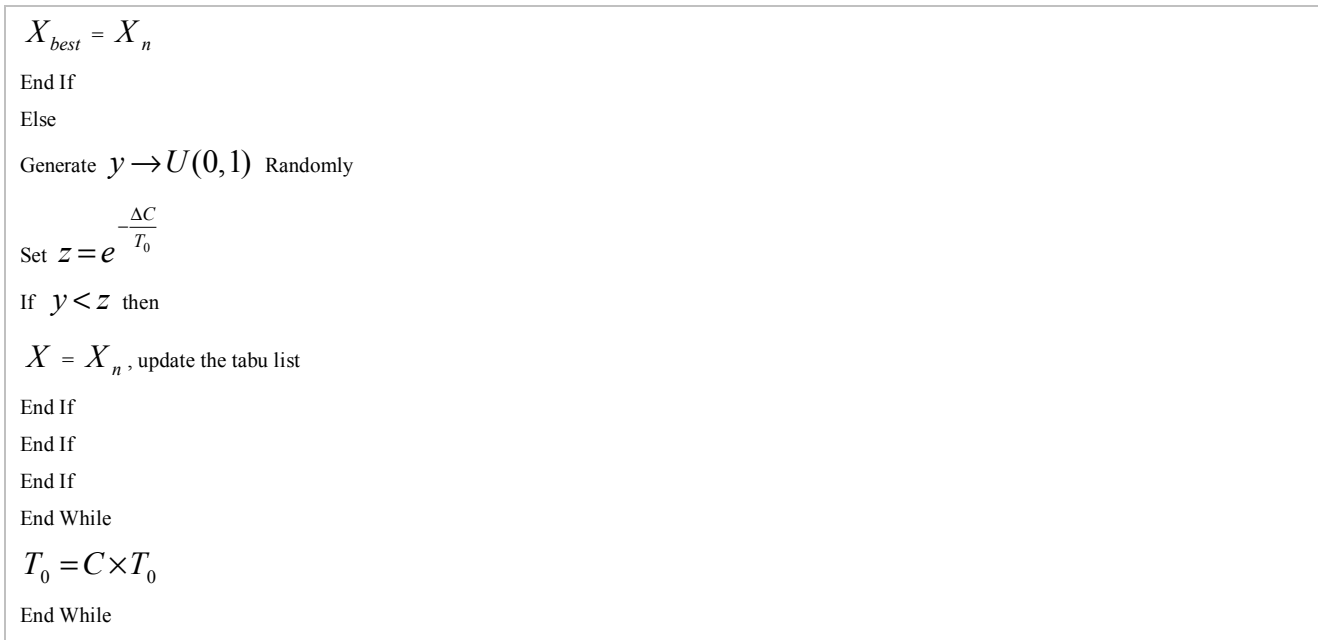 X_best = X_n
End If
Else
Generate y → U(0,1) Randomly
Set z = e^{-ΔC/T_0}
If y < z then
X = X_n , update the tabu list
End If
End If
End If
End While
T_0 = C × T_0
End While